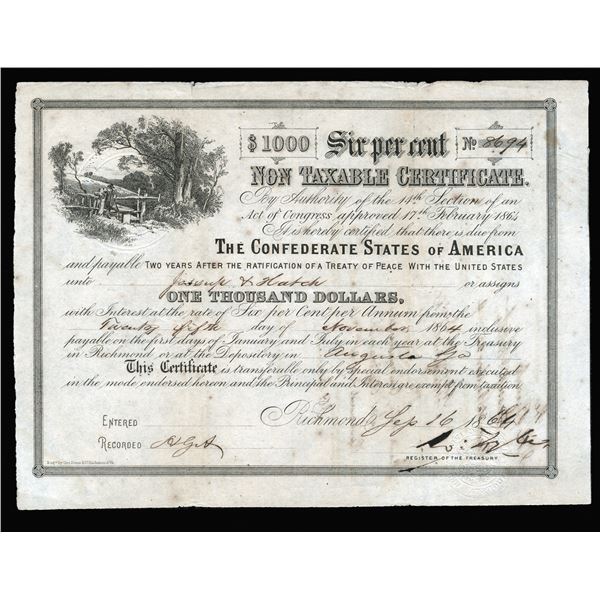 $1000 Six per cent No 8694
NON TAXABLE CERTIFICATE.
By Authority of the 14th Section of an
Act of Congress approved 17th February 1864
It is hereby certified that there is due from
THE CONFEDERATE STATES OF AMERICA
and payable TWO YEARS AFTER THE RATIFICATION OF A TREATY OF PEACE WITH THE UNITED STATES
unto Jessup & Hatch or assigns
ONE THOUSAND DOLLARS,
with Interest at the rate of Six per Cent per Annum from the
Twenty fifth day of November 1864 inclusive
payable on the first days of January and July in each year at the Treasury
in Richmond or at the Depository in Augusta Ga
This Certificate is transferable only by Special endorsement executed
in the mode endorsed hereon and the Principal and Interest are exempt from taxation.
Richmond, Sep 16 1864
ENTERED
RECORDED HGA
REGISTER OF THE TREASURY